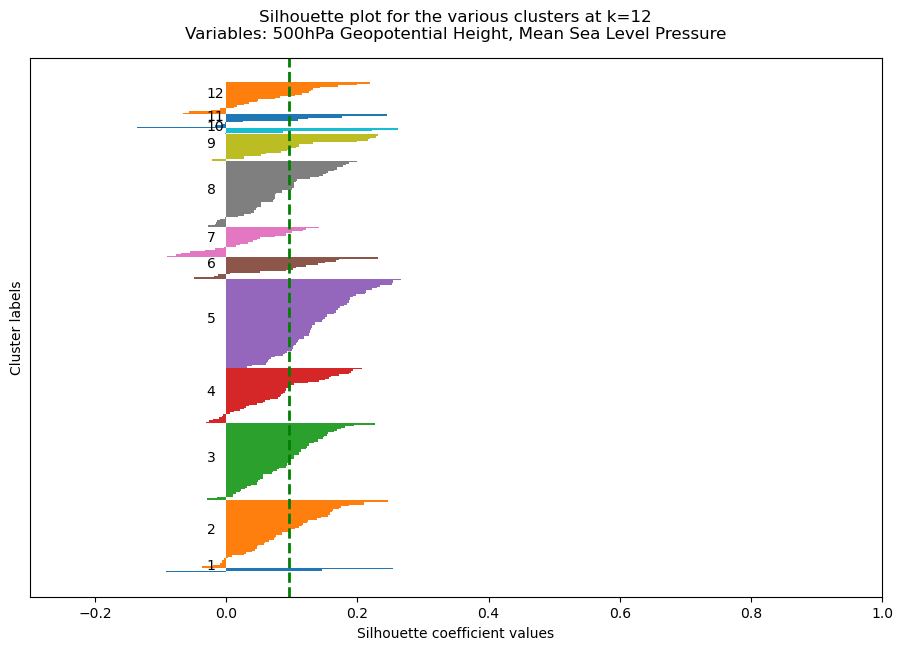 Silhouette plot for the various clusters at k=12
Variables: 500hPa Geopotential Height, Mean Sea Level Pressure
Cluster labels
12
11
10
9
8
7
6
5
4
3
2
1
−0.2 0.0 0.2 0.4 0.6 0.8 1.0
Silhouette coefficient values